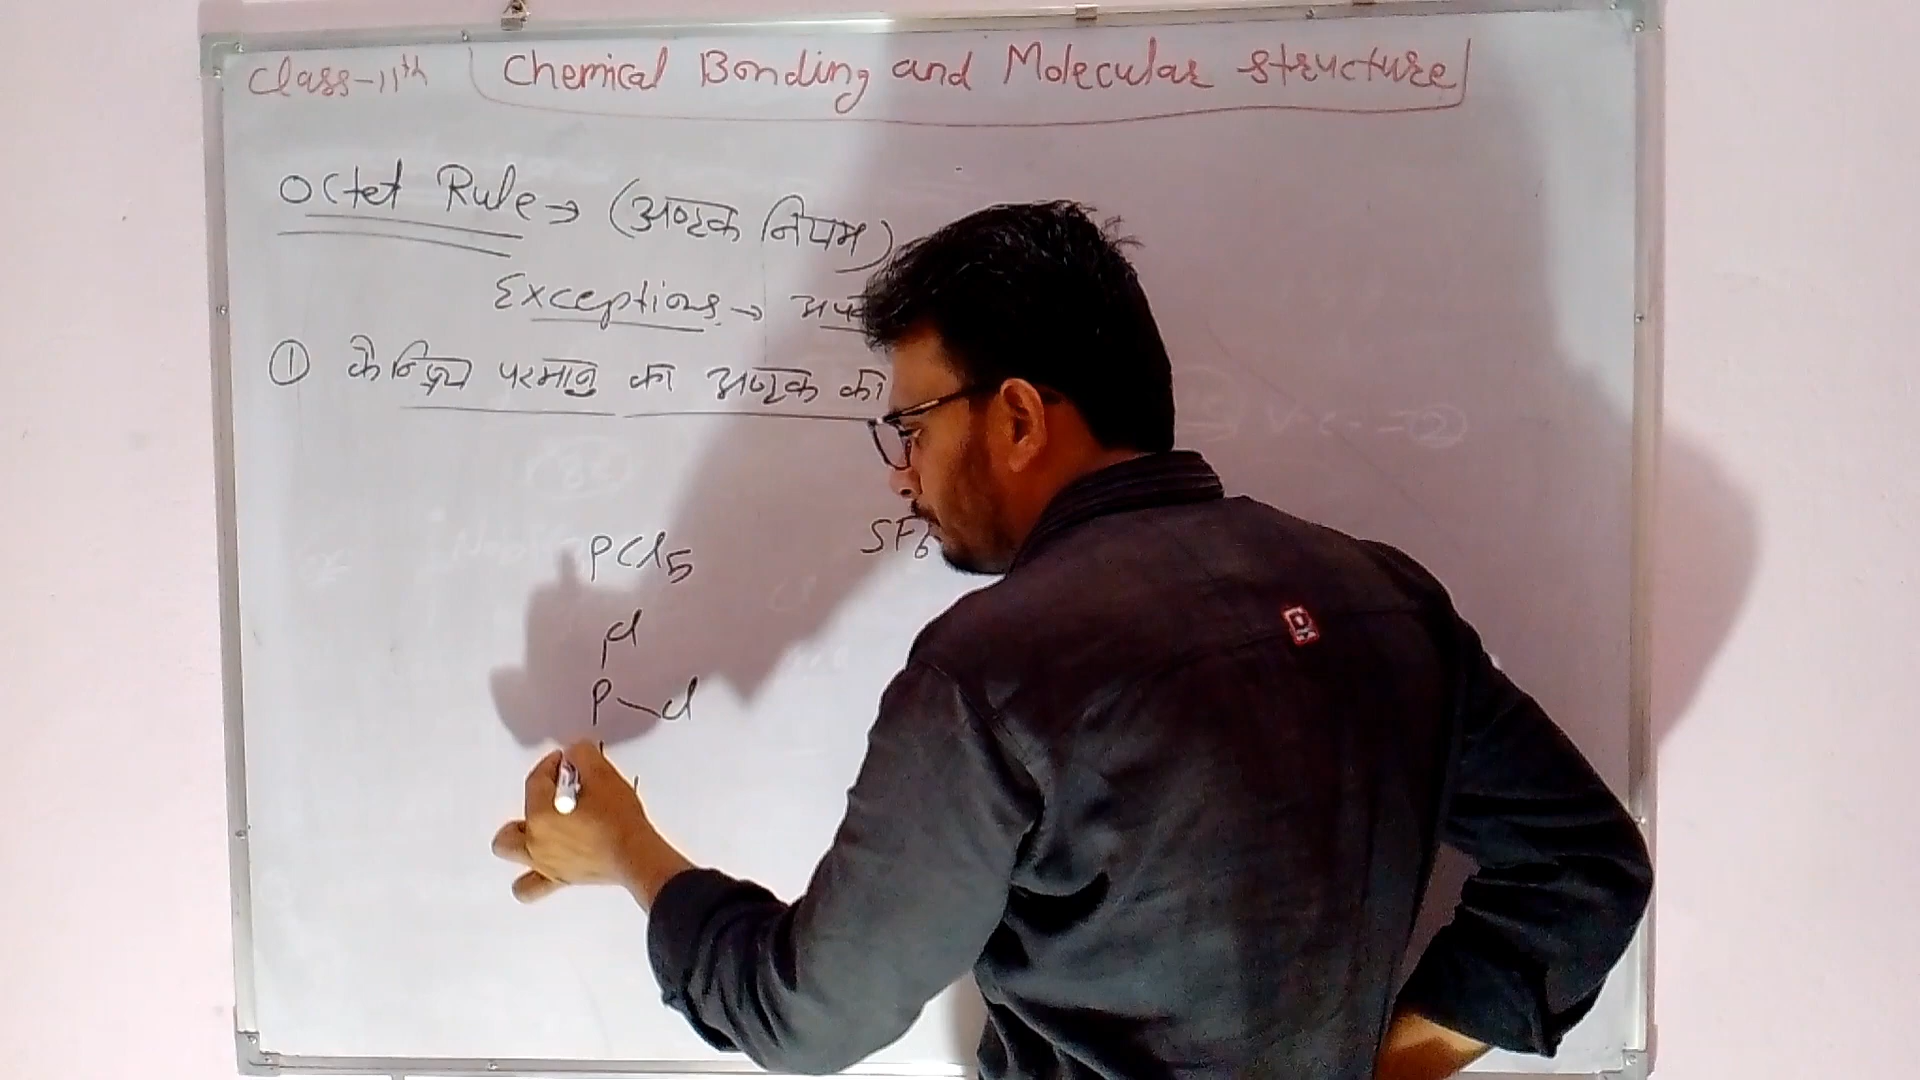 Class-11th Chemical Bonding and Molecular structure
Octet Rule → (अष्टक नियम)
Exceptions →
① केन्द्रिय परमानु का अष्टक की
PCl5 SF6
Cl
P Cl